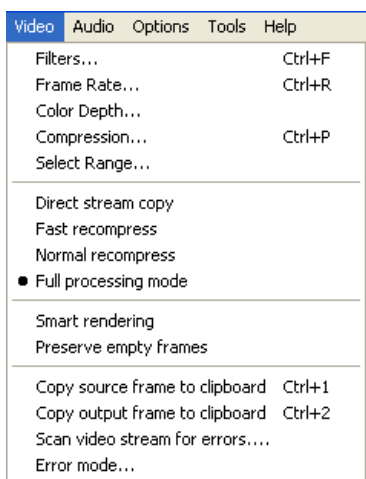 Video Audio Options Tools Help
Filters... Ctrl+F
Frame Rate... Ctrl+R
Color Depth...
Compression... Ctrl+P
Select Range...
Direct stream copy
Fast recompress
Normal recompress
Full processing mode
Smart rendering
Preserve empty frames
Copy source frame to clipboard Ctrl+1
Copy output frame to clipboard Ctrl+2
Scan video stream for errors....
Error mode...